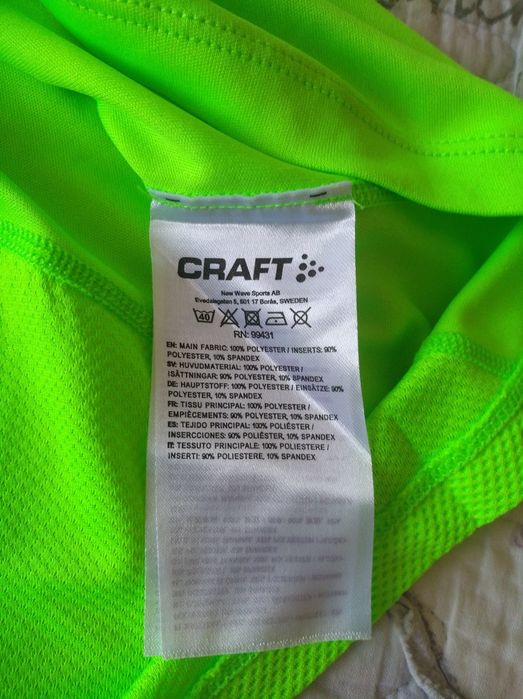 CRAFT
New Wave Sports AB
Evedalsgatan 5, 501 17 Borås, SWEDEN
40
RN: 99431
EN: MAIN FABRIC: 100% POLYESTER / INSERTS: 90%
POLYESTER, 10% SPANDEX
SV: HUVUDMATERIAL: 100% POLYESTER /
ISÄTTNINGAR: 90% POLYESTER, 10% SPANDEX
DE: HAUPTSTOFF: 100% POLYESTER / EINSÄTZE: 90%
POLYESTER, 10% SPANDEX
FR: TISSU PRINCIPAL: 100% POLYESTER /
EMPIÈCEMENTS: 90% POLYESTER, 10% SPANDEX
ES: TEJIDO PRINCIPAL: 100% POLIÉSTER /
INSERCCIONES: 90% POLIÉSTER, 10% SPANDEX
IT: TESSUTO PRINCIPALE: 100% POLIESTERE /
INSERTI: 90% POLIESTERE, 10% SPANDEX